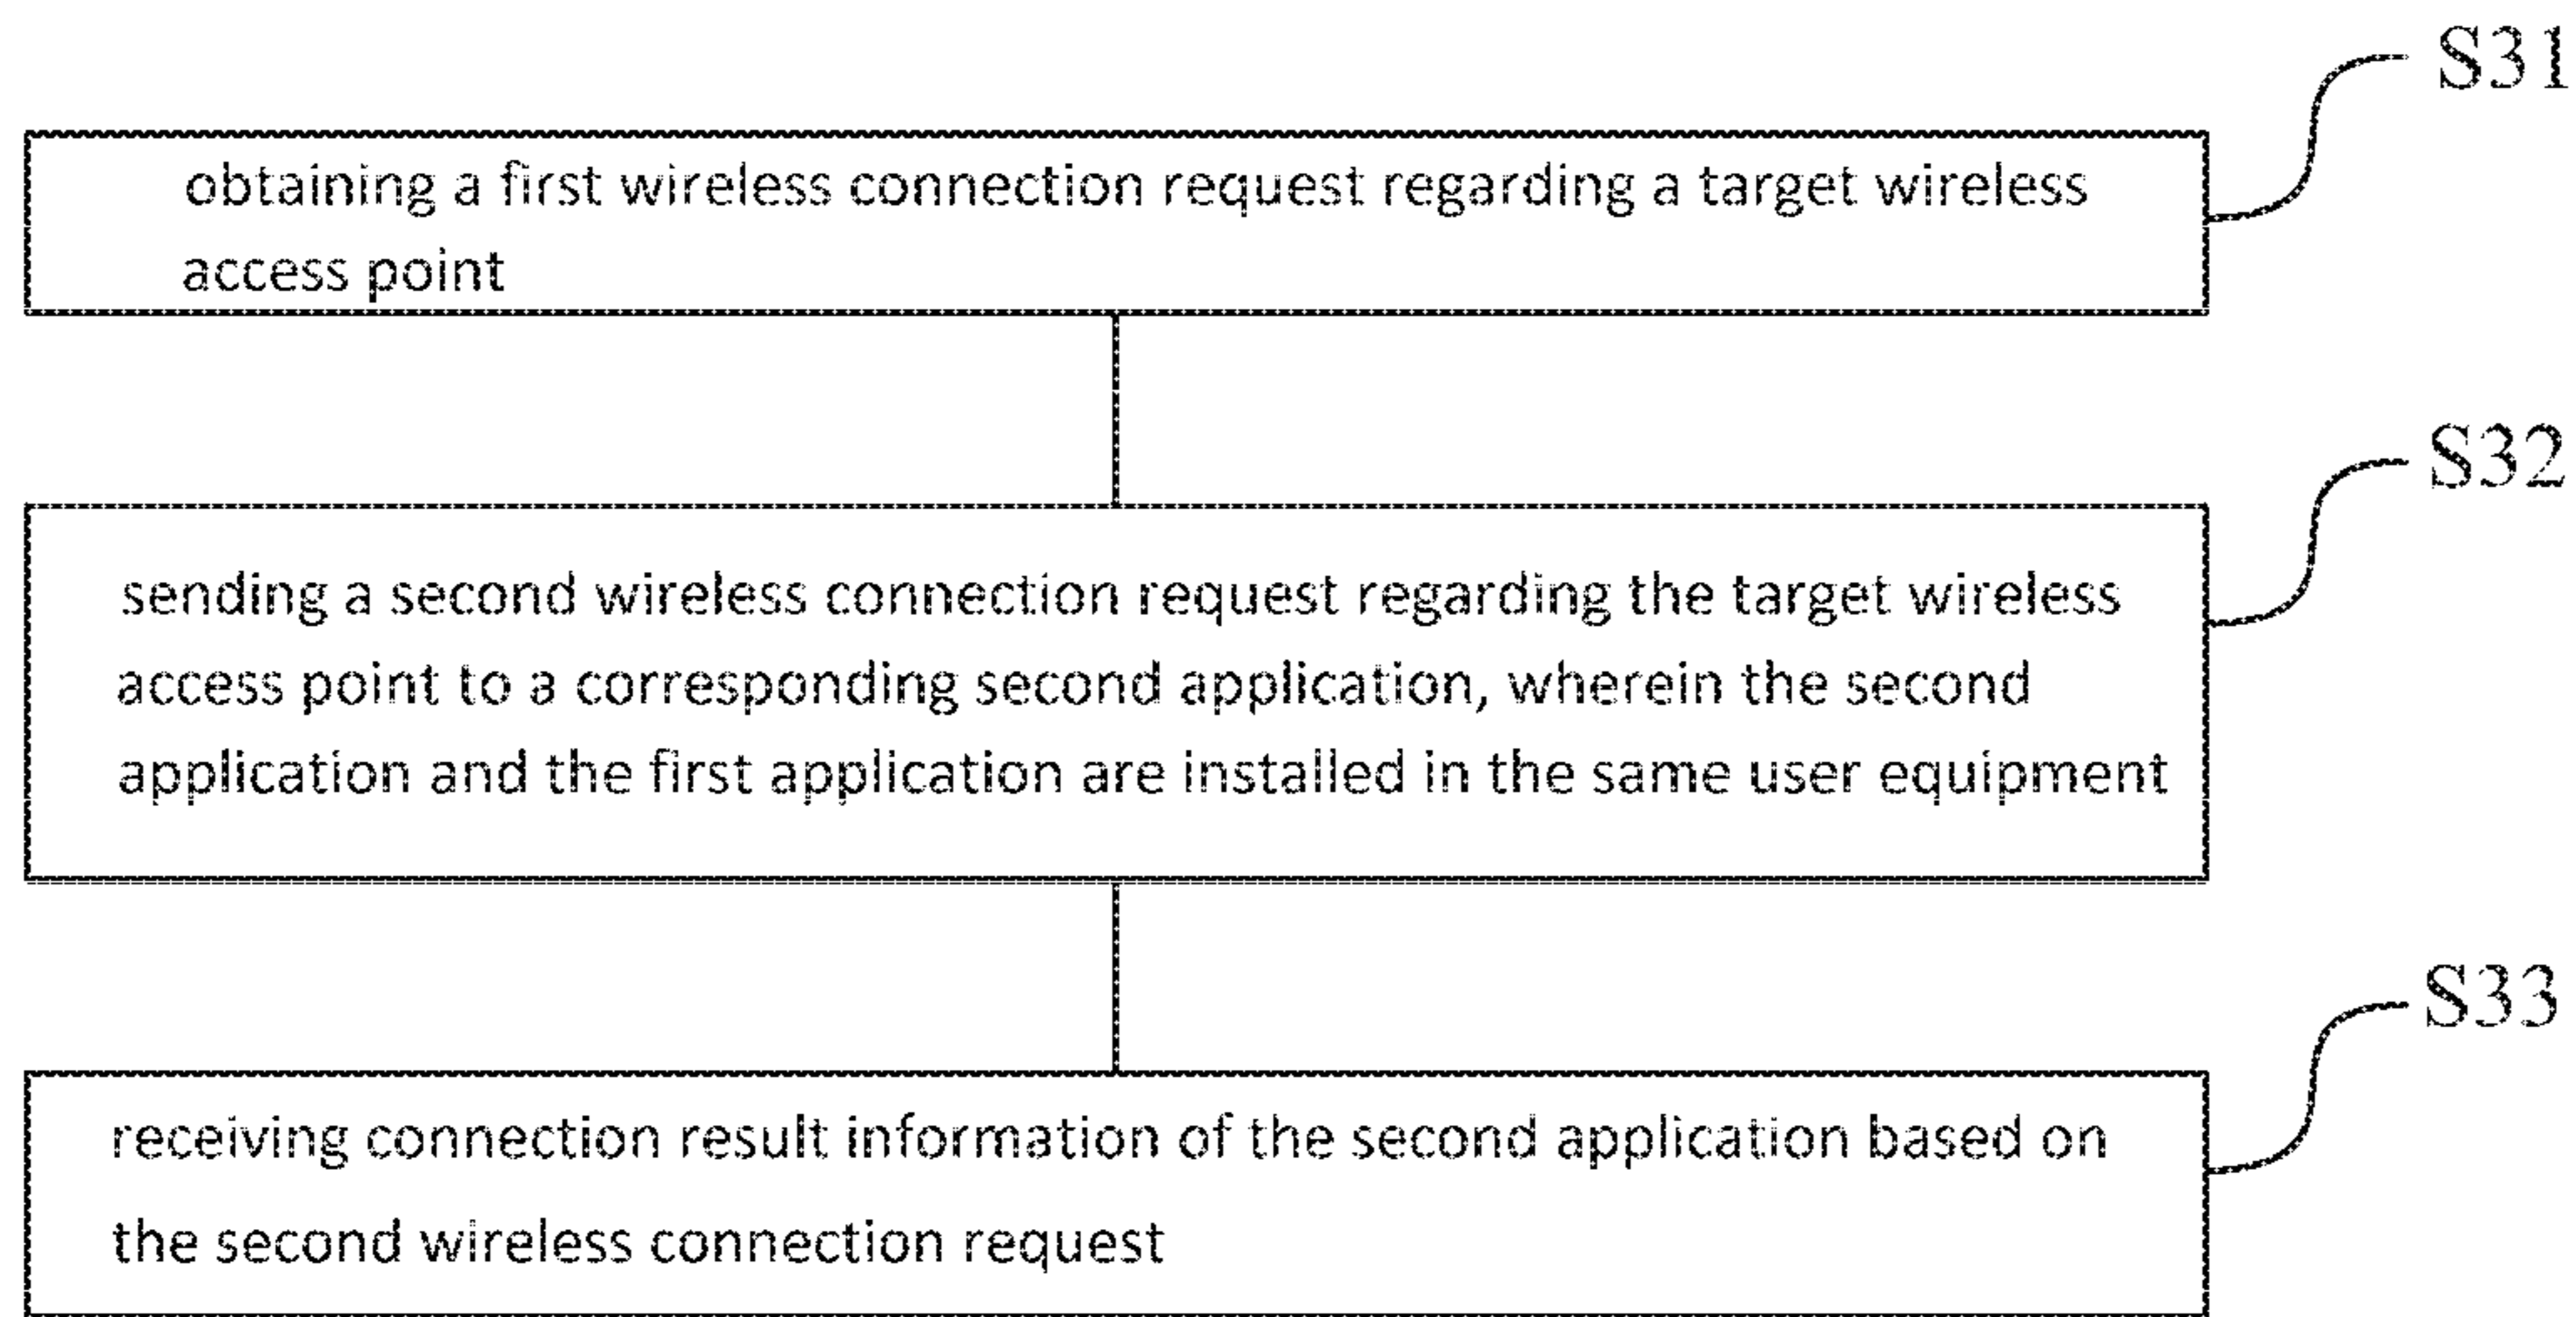 S31
obtaining a first wireless connection request regarding a target wireless
access point
S32
sending a second wireless connection request regarding the target wireless
access point to a corresponding second application, wherein the second
application and the first application are installed in the same user equipment
S33
receiving connection result information of the second application based on
the second wireless connection request